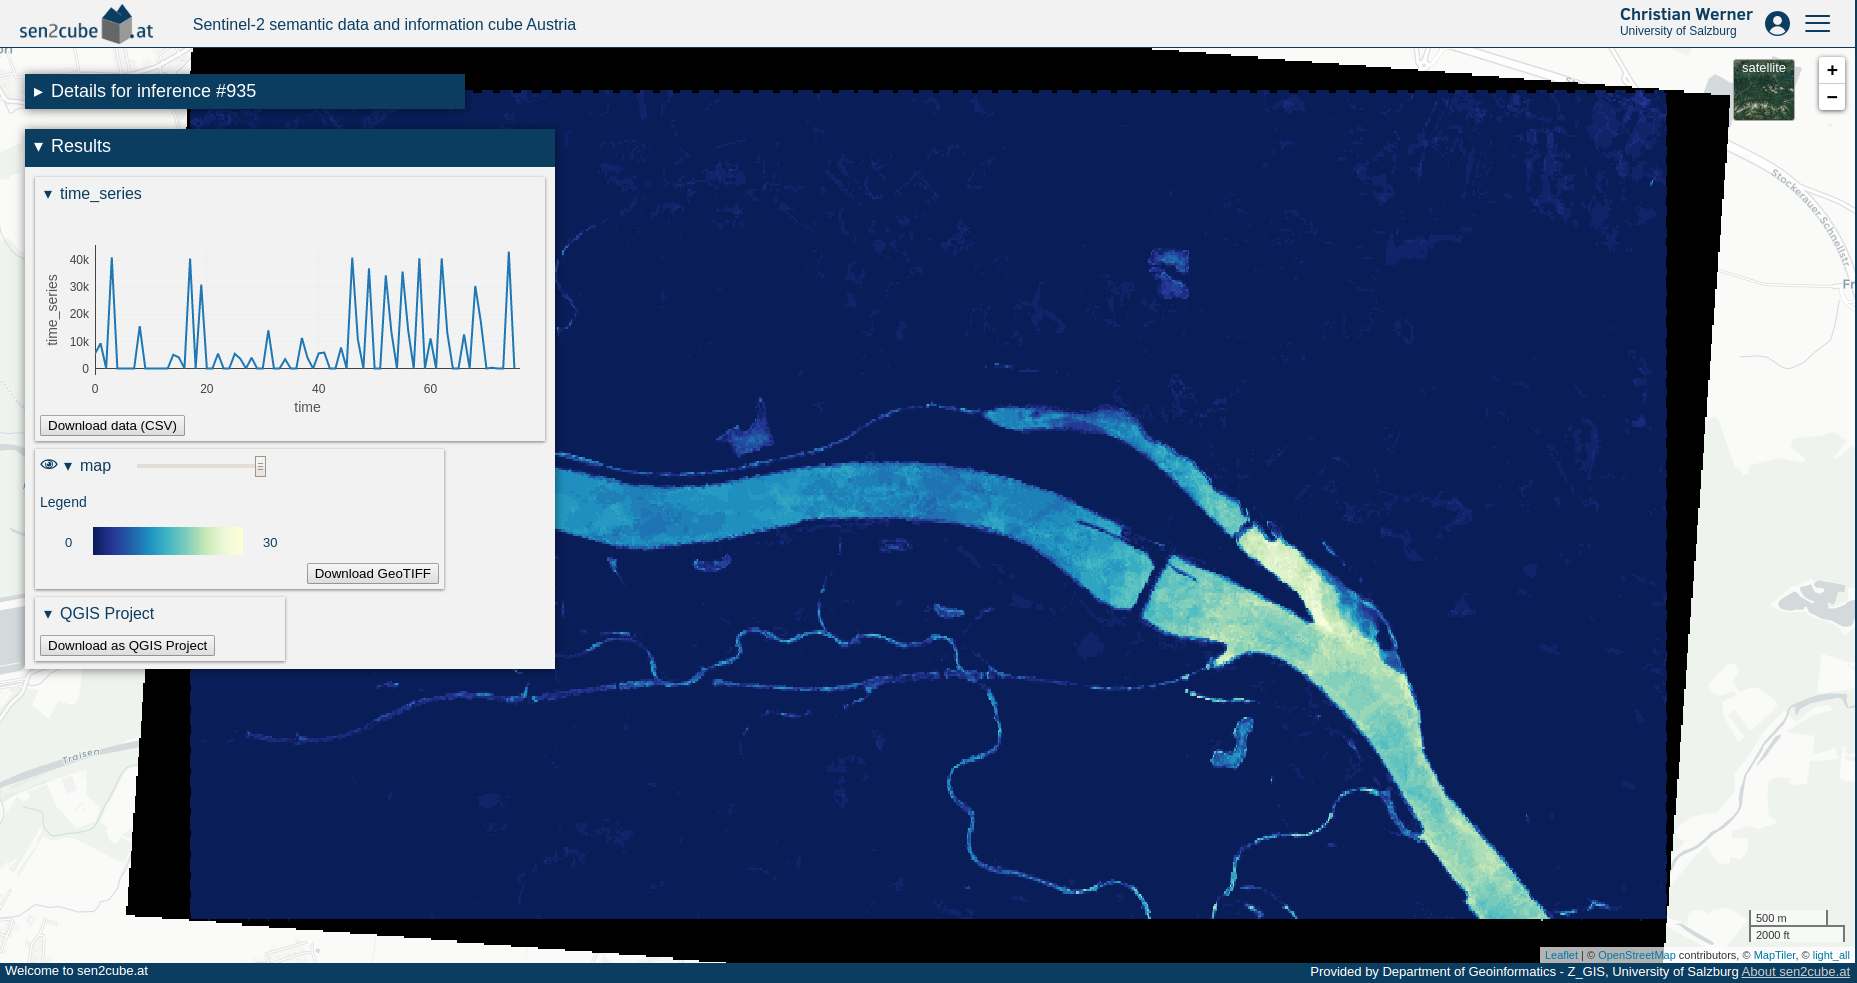 sen2cube.at
Sentinel-2 semantic data and information cube Austria
Christian Werner
University of Salzburg
▸ Details for inference #935
satellite
+
−
▾ Results
▾ time_series
40k
30k
20k
10k
0
time_series
0 20 40 60
time
Download data (CSV)
▾ map
Legend
0 30
Download GeoTIFF
▾ QGIS Project
Download as QGIS Project
Stockerauer Schnellstr.
Fr
Traisen
500 m
2000 ft
Leaflet | © OpenStreetMap contributors, © MapTiler, © light_all
Welcome to sen2cube.at
Provided by Department of Geoinformatics - Z_GIS, University of Salzburg About sen2cube.at